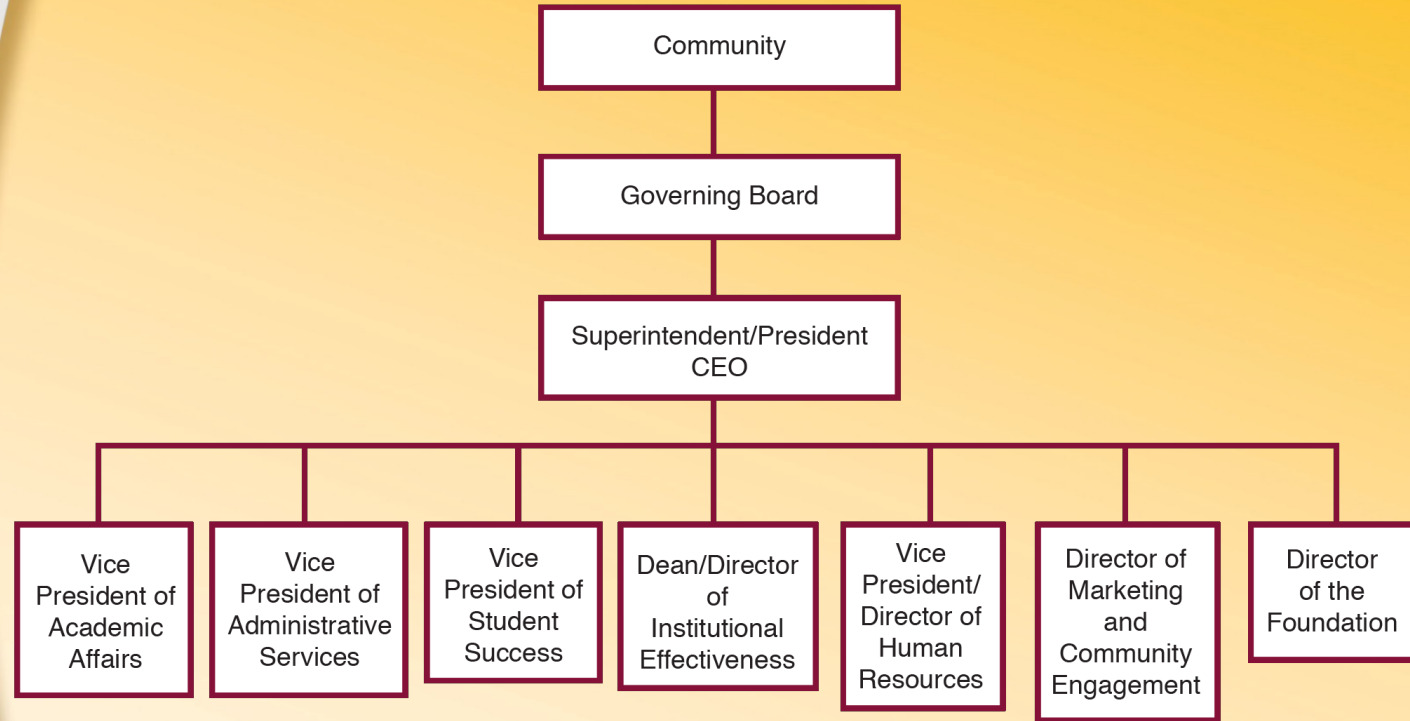 Community
Governing Board
Superintendent/President
CEO
Vice
President of
Academic
Affairs
Vice
President of
Administrative
Services
Vice
President of
Student
Success
Dean/Director
of
Institutional
Effectiveness
Vice
President/
Director of
Human
Resources
Director of
Marketing
and
Community
Engagement
Director
of the
Foundation